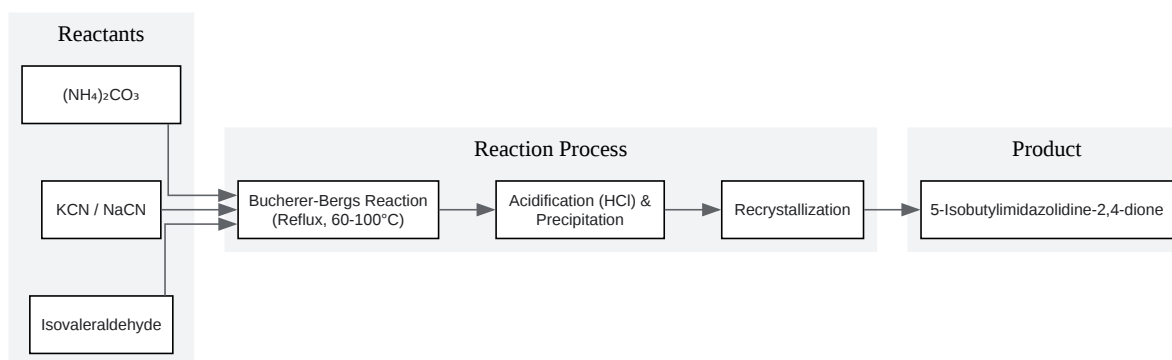 Reactants
(NH₄)₂CO₃
KCN / NaCN
Isovaleraldehyde
Reaction Process
Bucherer-Bergs Reaction
(Reflux, 60-100°C)
Acidification (HCl) &
Precipitation
Recrystallization
Product
5-Isobutylimidazolidine-2,4-dione